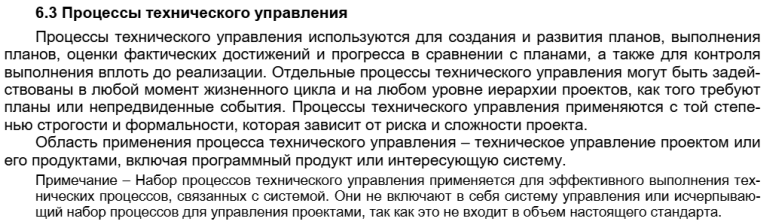 6.3 Процессы технического управления
Процессы технического управления используются для создания и развития планов, выполнения
планов, оценки фактических достижений и прогресса в сравнении с планами, а также для контроля
выполнения вплоть до реализации. Отдельные процессы технического управления могут быть задей-
ствованы в любой момент жизненного цикла и на любом уровне иерархии проектов, как того требуют
планы или непредвиденные события. Процессы технического управления применяются с той степе-
нью строгости и формальности, которая зависит от риска и сложности проекта.
Область применения процесса технического управления – техническое управление проектом или
его продуктами, включая программный продукт или интересующую систему.
Примечание – Набор процессов технического управления применяется для эффективного выполнения тех-
нических процессов, связанных с системой. Они не включают в себя систему управления или исчерпываю-
щий набор процессов для управления проектами, так как это не входит в объем настоящего стандарта.